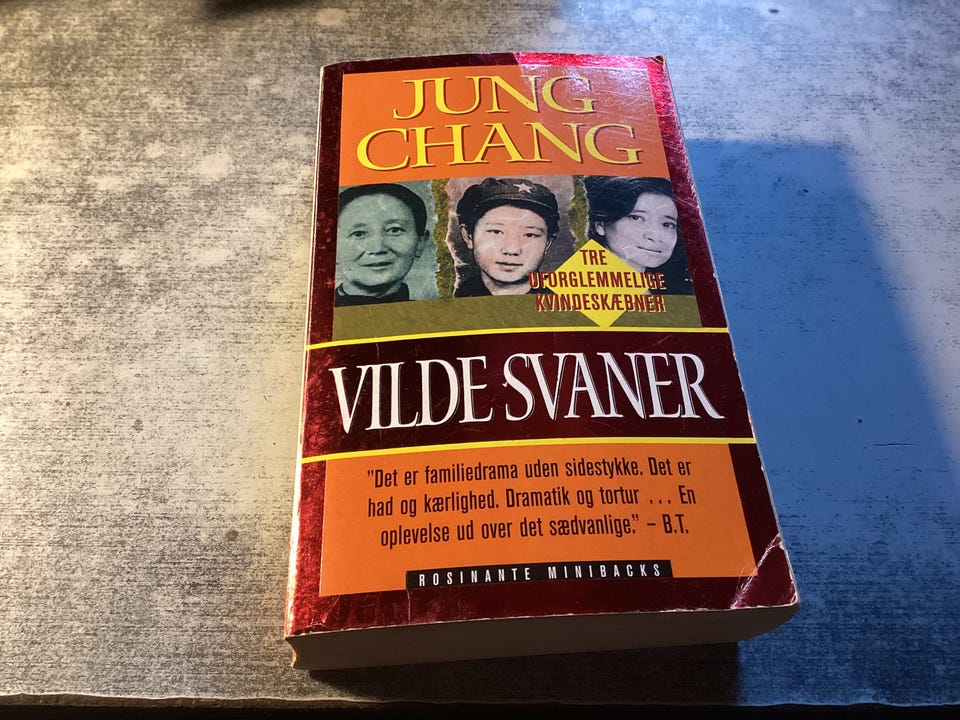 JUNG
CHANG
TRE
UFORGLEMMELIGE
KVINDESKÆBNER
VILDE SVANER
"Det er familiedrama uden sidestykke. Det er
had og kærlighed. Dramatik og tortur ... En
oplevelse ud over det sædvanlige." – B.T.
ROSINANTE MINIBACKS